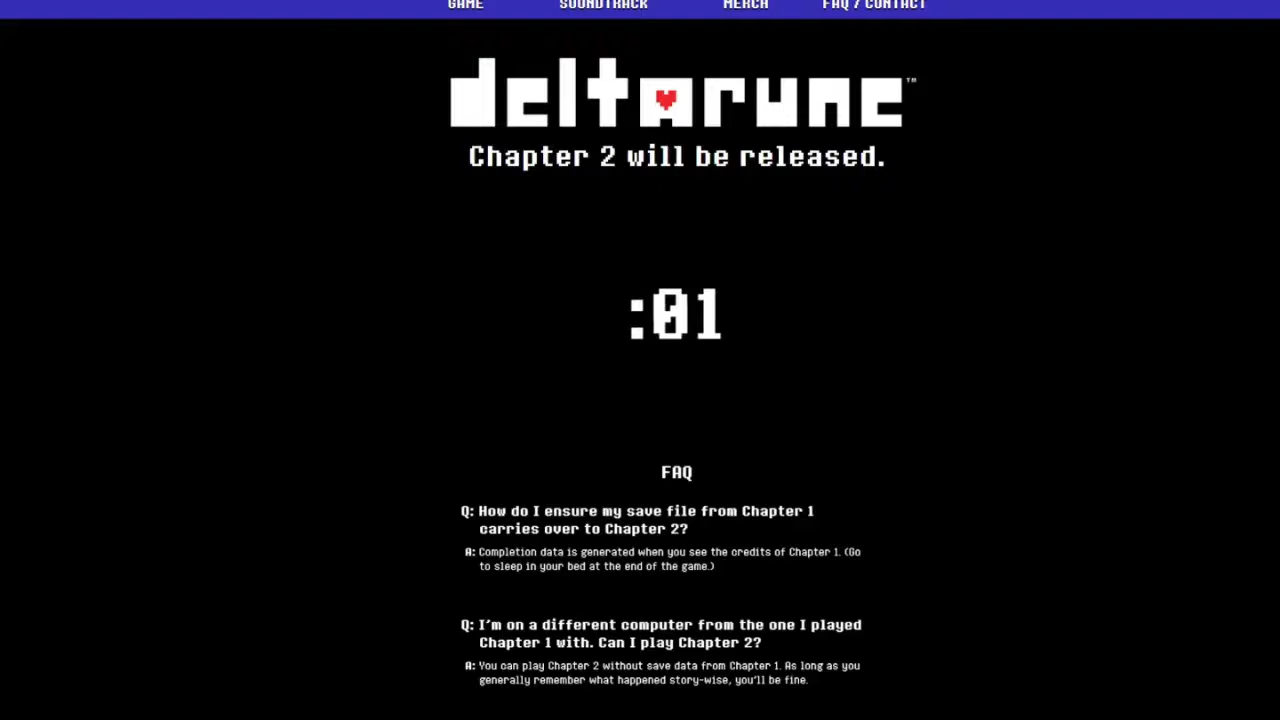 GAME SOUNDTRACK MERCH FAQ / CONTACT
deltarune™
Chapter 2 will be released.
:01
FAQ
Q: How do I ensure my save file from Chapter 1
carries over to Chapter 2?
A: Completion data is generated when you see the credits of Chapter 1. (Go
to sleep in your bed at the end of the game.)
Q: I'm on a different computer from the one I played
Chapter 1 with. Can I play Chapter 2?
A: You can play Chapter 2 without save data from Chapter 1. As long as you
generally remember what happened story-wise, you'll be fine.